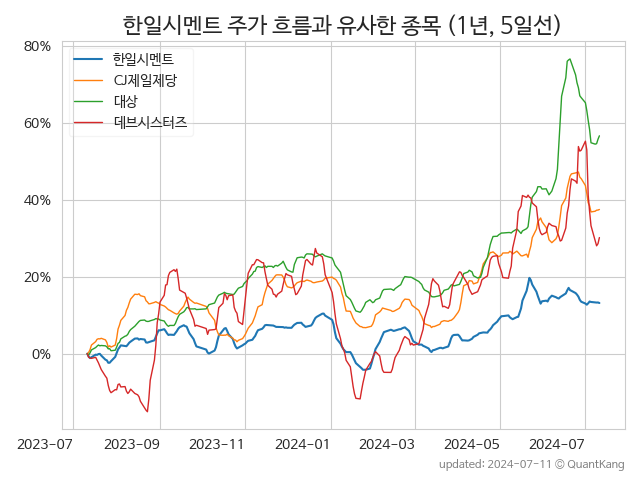 한일시멘트 주가 흐름과 유사한 종목 (1년, 5일선)
한일시멘트
CJ제일제당
대상
데브시스터즈
80%
60%
40%
20%
0%
2023-07 2023-09 2023-11 2024-01 2024-03 2024-05 2024-07
updated: 2024-07-11 © QuantKang